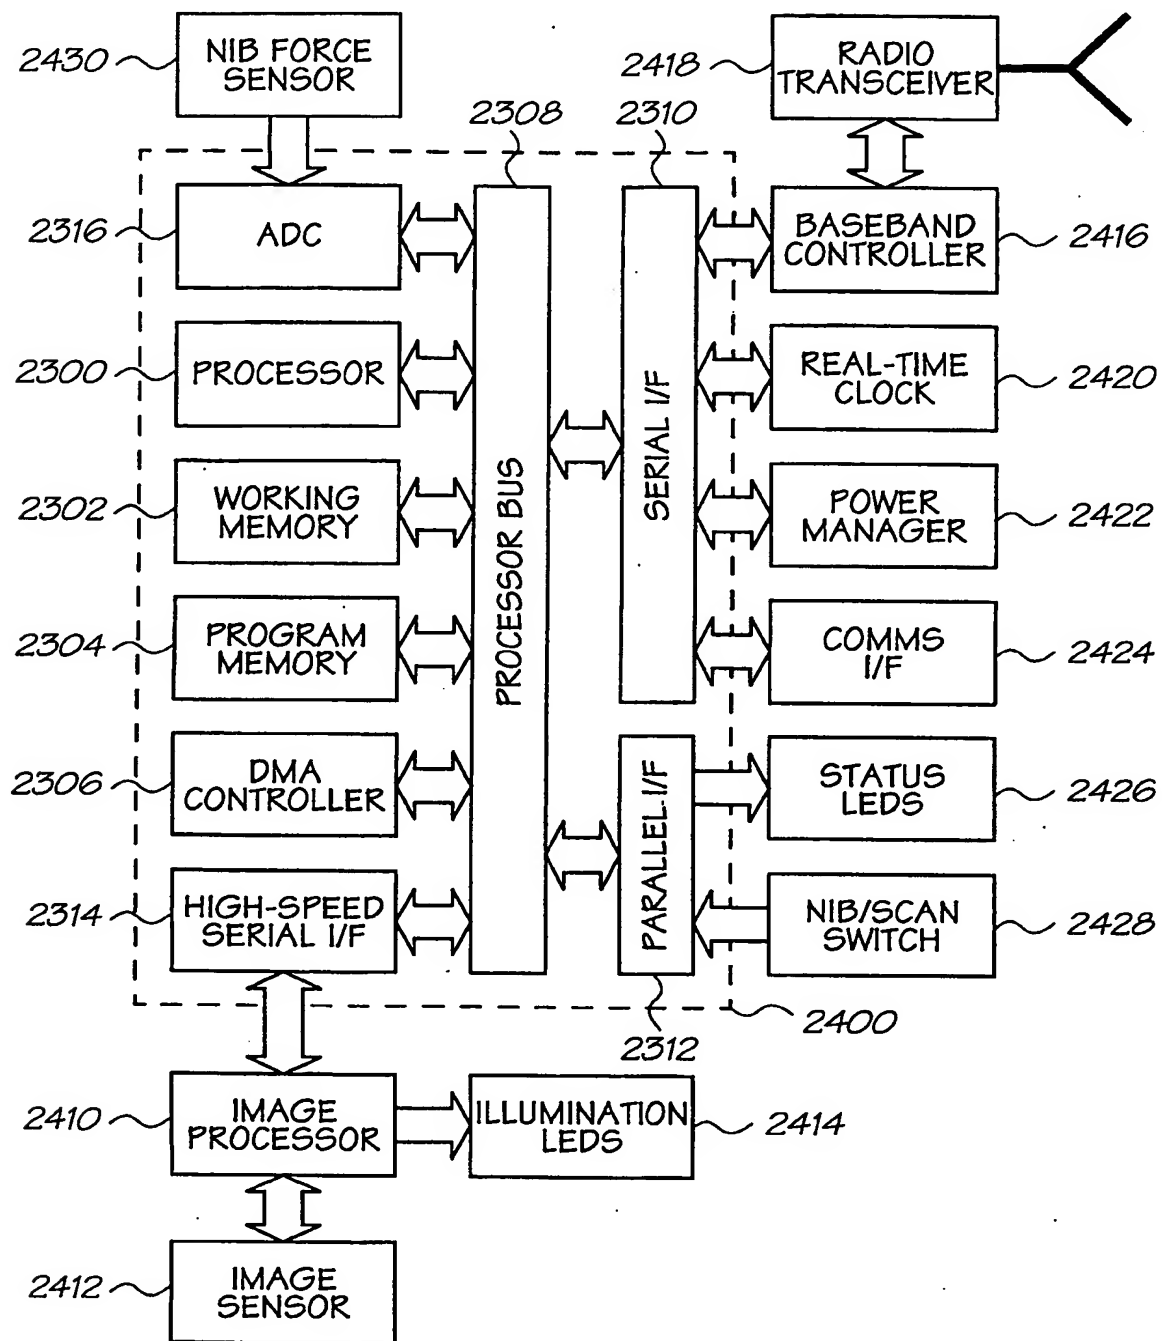 2430
NIB FORCE
SENSOR
2418
RADIO
TRANSCEIVER
2308
2310
2316
ADC
BASEBAND
CONTROLLER
2416
2300
PROCESSOR
REAL-TIME
CLOCK
2420
2302
WORKING
MEMORY
PROCESSOR BUS
SERIAL I/F
POWER
MANAGER
2422
2304
PROGRAM
MEMORY
COMMS
I/F
2424
2306
DMA
CONTROLLER
PARALLEL I/F
STATUS
LEDS
2426
2314
HIGH-SPEED
SERIAL I/F
NIB/SCAN
SWITCH
2428
2400
2312
2410
IMAGE
PROCESSOR
ILLUMINATION
LEDS
2414
2412
IMAGE
SENSOR